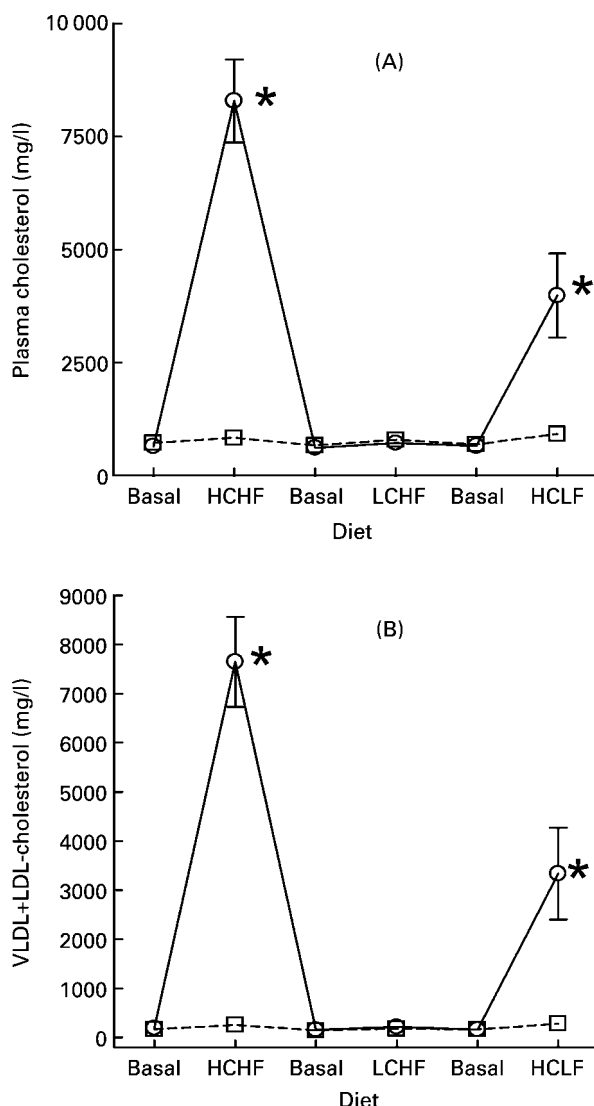 10 000
(A)
*
7500
Plasma cholesterol (mg/l)
5000
*
2500
0
Basal HCHF Basal LCHF Basal HCLF
Diet
9000
(B)
8000
*
7000
6000
VLDL+LDL-cholesterol (mg/l)
5000
4000
*
3000
2000
1000
0
Basal HCHF Basal LCHF Basal HCLF
Diet